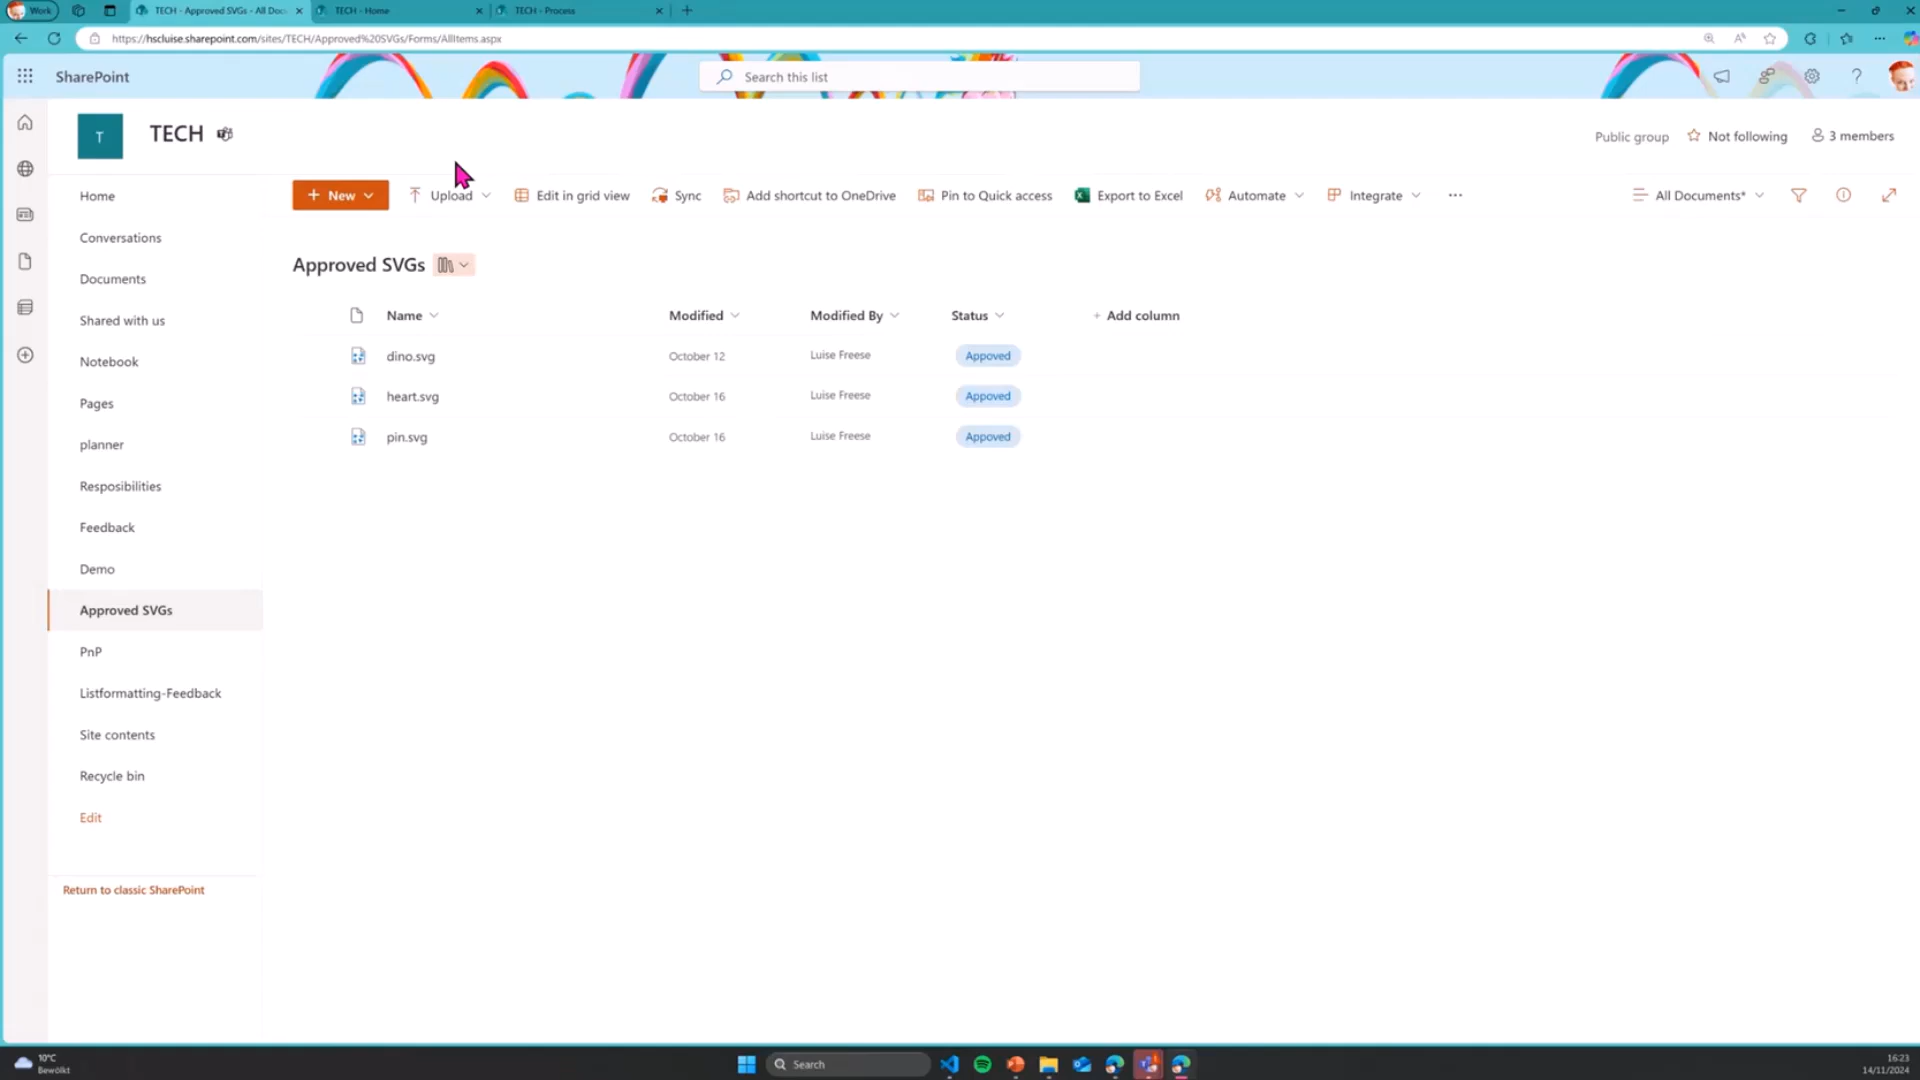 Work
TECH - Approved SVGs - All Doc
TECH - Home
TECH - Process
https://hscluise.sharepoint.com/sites/TECH/Approved%20SVGs/Forms/AllItems.aspx
SharePoint
Search this list
T
TECH
Public group
Not following
3 members
Home
Conversations
Documents
Shared with us
Notebook
Pages
planner
Resposibilities
Feedback
Demo
Approved SVGs
PnP
Listformatting-Feedback
Site contents
Recycle bin
Edit
Return to classic SharePoint
+ New
Upload
Edit in grid view
Sync
Add shortcut to OneDrive
Pin to Quick access
Export to Excel
Automate
Integrate
...
All Documents*
Approved SVGs
Name Modified Modified By Status + Add column
dino.svg October 12 Luise Freese Appoved
heart.svg October 16 Luise Freese Appoved
pin.svg October 16 Luise Freese Appoved
10°C
Bewölkt
Search
16:23
14/11/2024